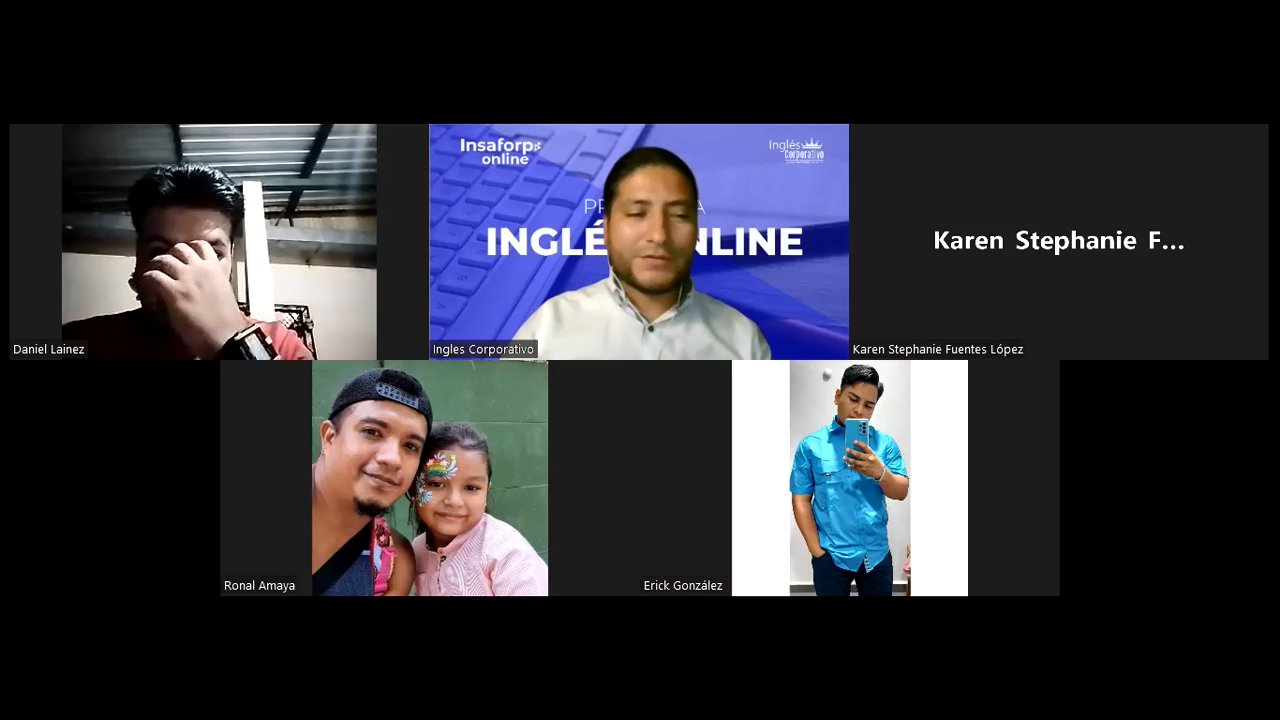 Insaforp
online
Inglés
Corporativo
INGLÉ NLINE
Karen Stephanie F...
Daniel Lainez
Ingles Corporativo
Karen Stephanie Fuentes López
Ronal Amaya
Erick González